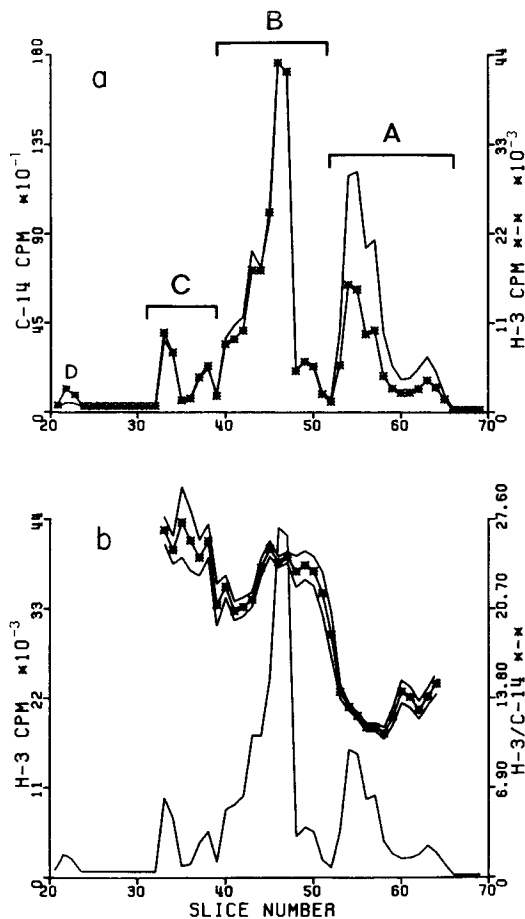 a
B
A
C
D
C-14 CPM *10⁻¹
180
135
90
45
0
H-3 CPM *-* *10⁻³
44
33
22
11
0
20 30 40 50 60 70
b
H-3 CPM *10⁻³
44
33
22
11
0
H-3/C-14 *-*
27.60
20.70
13.80
6.90
0
20 30 40 50 60 70
SLICE NUMBER